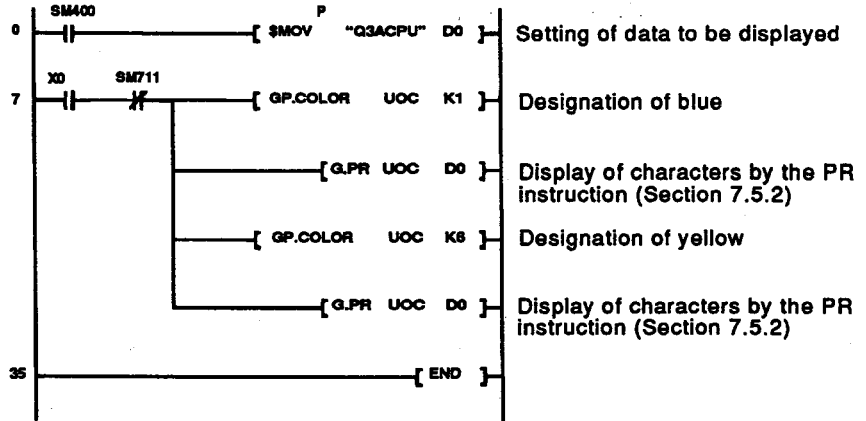 SM400
P
0 [ $MOV "Q3ACPU" D0 ] Setting of data to be displayed
X0 SM711
7 [ GP.COLOR UOC K1 ] Designation of blue
[ G.PR UOC D0 ] Display of characters by the PR
instruction (Section 7.5.2)
[ GP.COLOR UOC K6 ] Designation of yellow
[ G.PR UOC D0 ] Display of characters by the PR
instruction (Section 7.5.2)
35 [ END ]